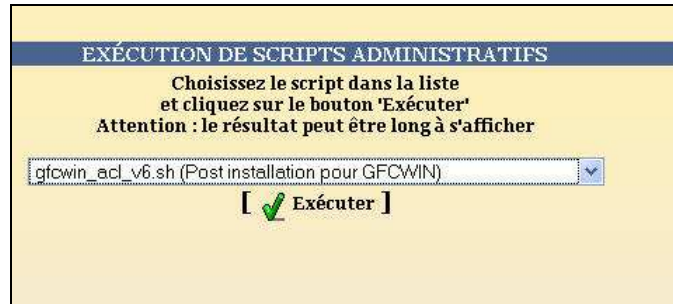 EXÉCUTION DE SCRIPTS ADMINISTRATIFS
Choisissez le script dans la liste
et cliquez sur le bouton 'Exécuter'
Attention : le résultat peut être long à s'afficher
gfcwin_acl_v6.sh (Post installation pour GFCWIN)
[ Exécuter ]